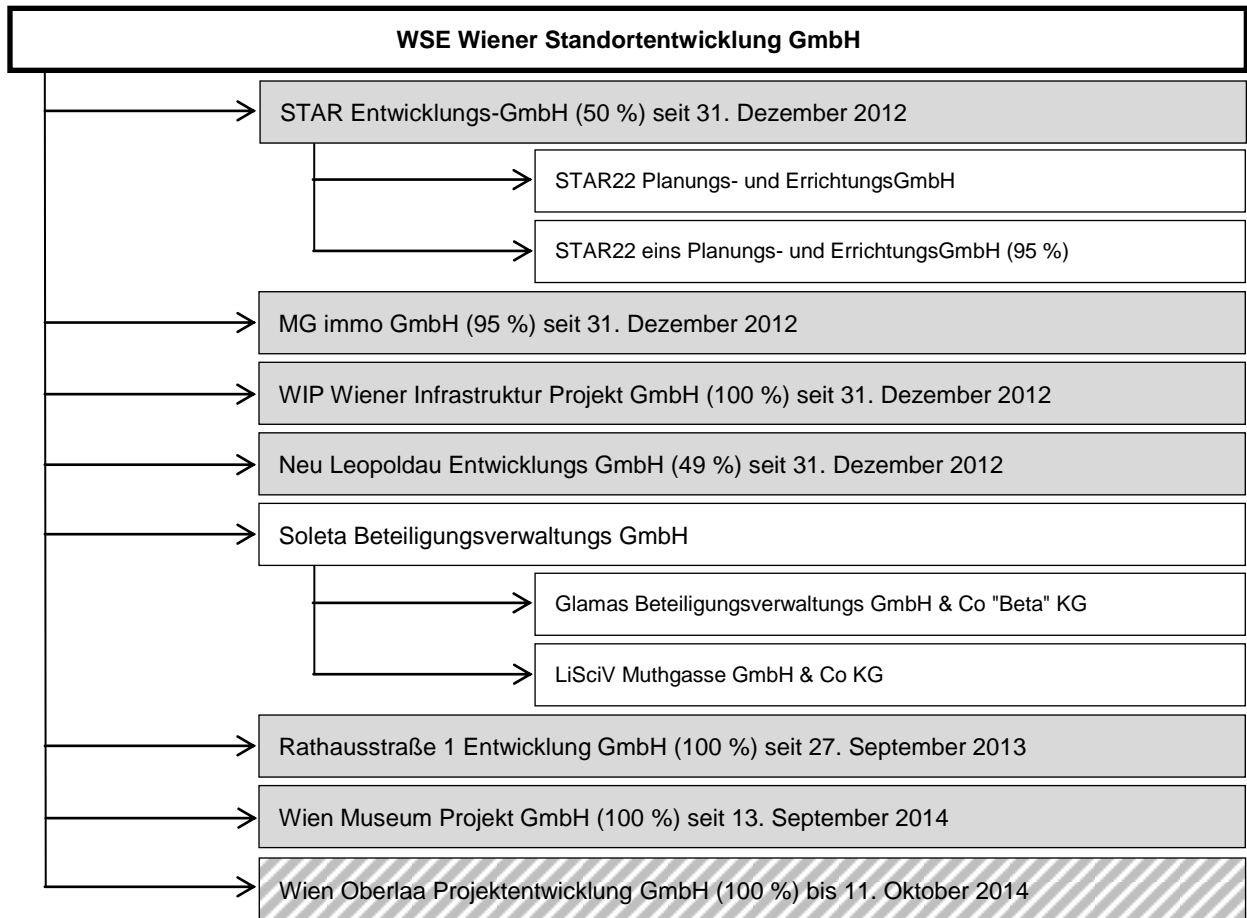 WSE Wiener Standortentwicklung GmbH
STAR Entwicklungs-GmbH (50 %) seit 31. Dezember 2012
STAR22 Planungs- und ErrichtungsGmbH
STAR22 eins Planungs- und ErrichtungsGmbH (95 %)
MG immo GmbH (95 %) seit 31. Dezember 2012
WIP Wiener Infrastruktur Projekt GmbH (100 %) seit 31. Dezember 2012
Neu Leopoldau Entwicklungs GmbH (49 %) seit 31. Dezember 2012
Soleta Beteiligungsverwaltungs GmbH
Glamas Beteiligungsverwaltungs GmbH & Co "Beta" KG
LiSciV Muthgasse GmbH & Co KG
Rathausstraße 1 Entwicklung GmbH (100 %) seit 27. September 2013
Wien Museum Projekt GmbH (100 %) seit 13. September 2014
Wien Oberlaa Projektentwicklung GmbH (100 %) bis 11. Oktober 2014